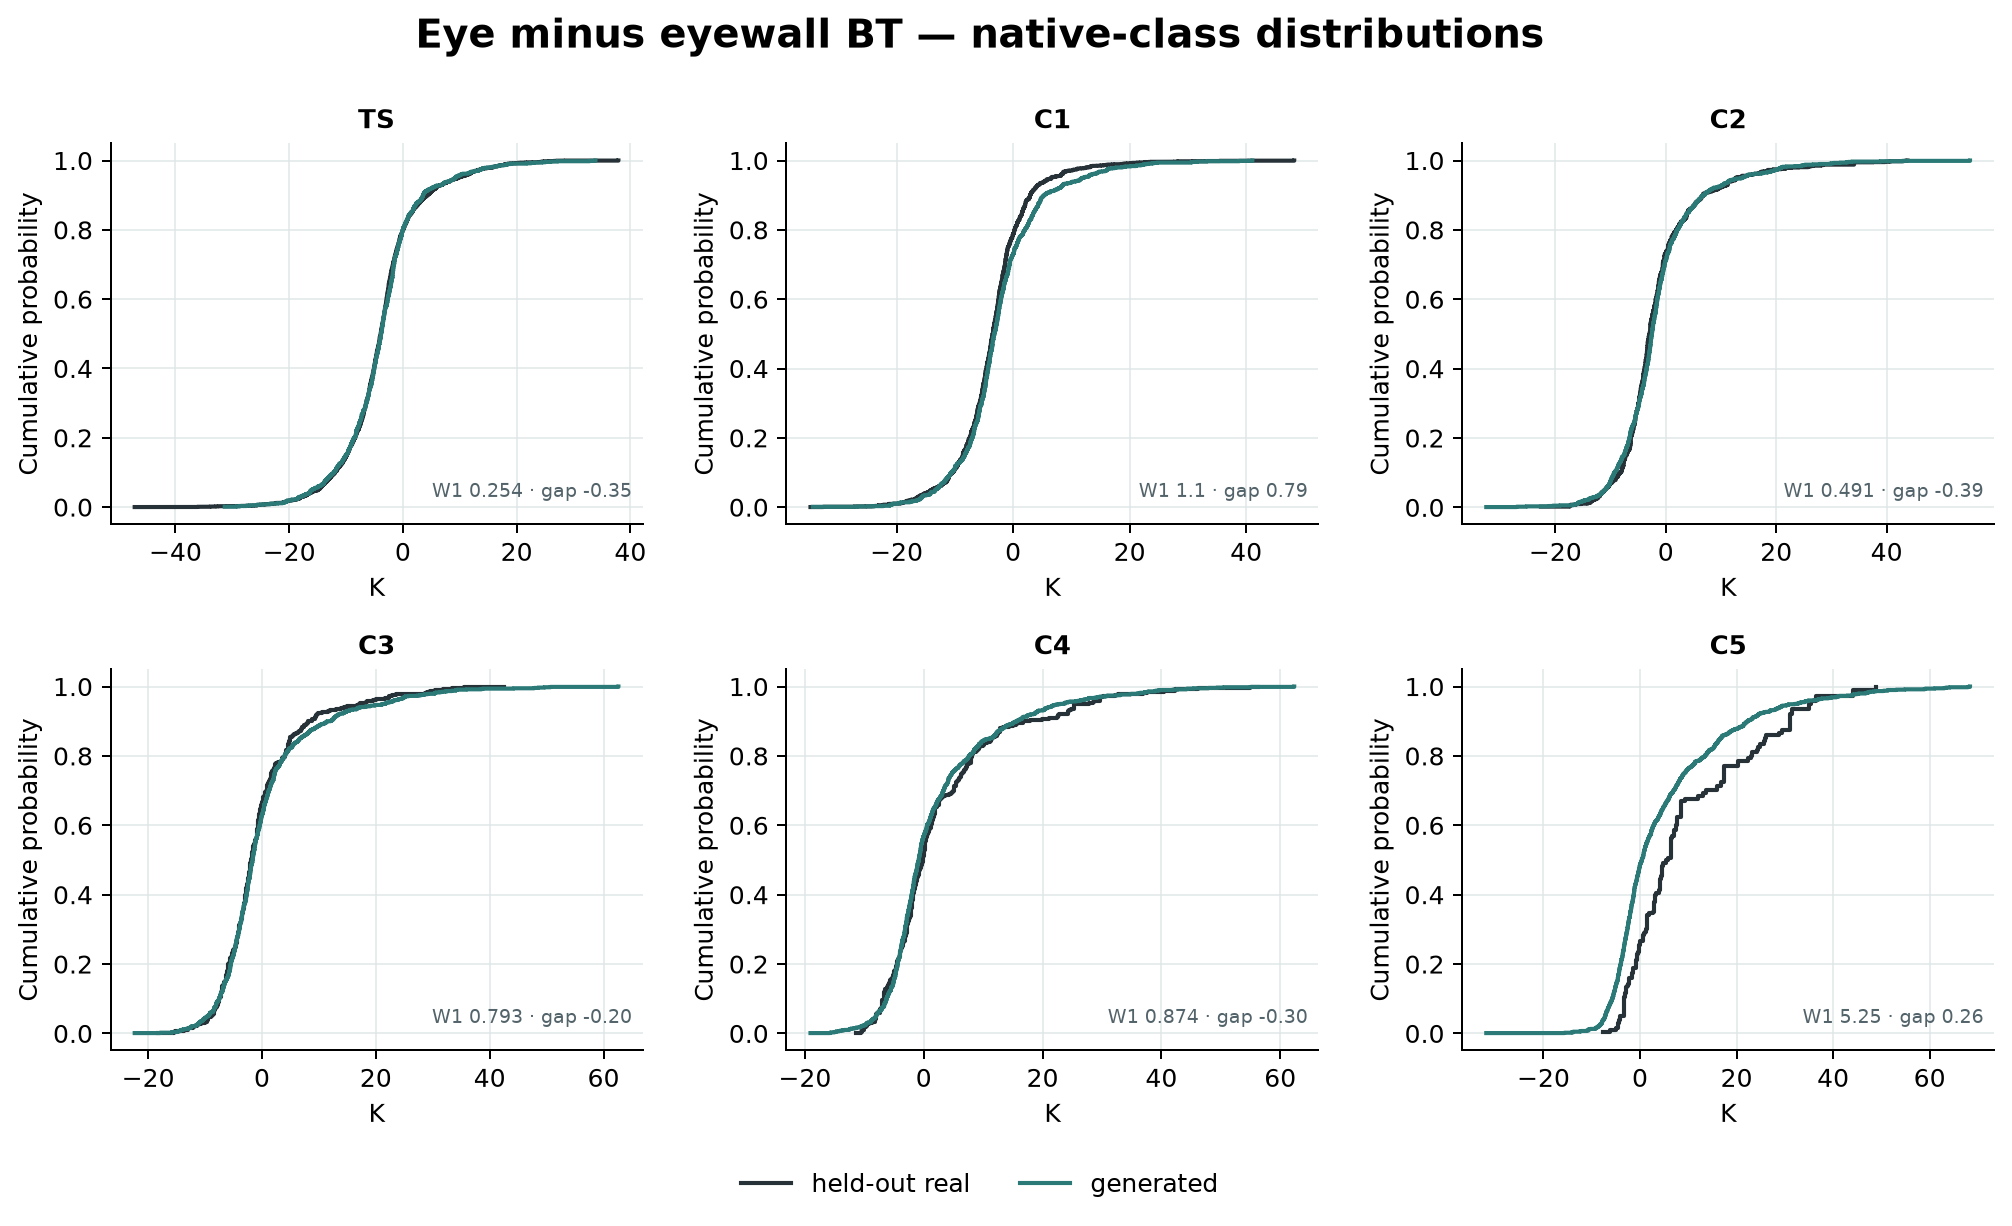 Eye minus eyewall BT — native-class distributions
TS
C1
C2
Cumulative probability
1.0
0.8
0.6
0.4
0.2
0.0
W1 0.254 · gap -0.35
−40 −20 0 20 40
K
Cumulative probability
1.0
0.8
0.6
0.4
0.2
0.0
W1 1.1 · gap 0.79
−20 0 20 40
K
Cumulative probability
1.0
0.8
0.6
0.4
0.2
0.0
W1 0.491 · gap -0.39
−20 0 20 40
K
C3
C4
C5
Cumulative probability
1.0
0.8
0.6
0.4
0.2
0.0
W1 0.793 · gap -0.20
−20 0 20 40 60
K
Cumulative probability
1.0
0.8
0.6
0.4
0.2
0.0
W1 0.874 · gap -0.30
−20 0 20 40 60
K
Cumulative probability
1.0
0.8
0.6
0.4
0.2
0.0
W1 5.25 · gap 0.26
−20 0 20 40 60
K
held-out real
generated